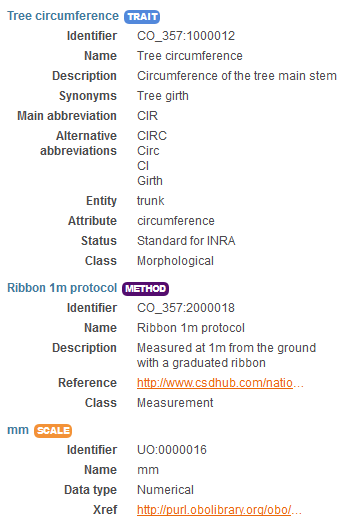 Tree circumference TRAIT
Identifier CO_357:1000012
Name Tree circumference
Description Circumference of the tree main stem
Synonyms Tree girth
Main abbreviation CIR
Alternative CIRC
abbreviations Circ
CI
Girth
Entity trunk
Attribute circumference
Status Standard for INRA
Class Morphological
Ribbon 1m protocol METHOD
Identifier CO_357:2000018
Name Ribbon 1m protocol
Description Measured at 1m from the ground
with a graduated ribbon
Reference http://www.csdhub.com/natio...
Class Measurement
mm SCALE
Identifier UO:0000016
Name mm
Data type Numerical
Xref http://purl.obolibrary.org/obo/...